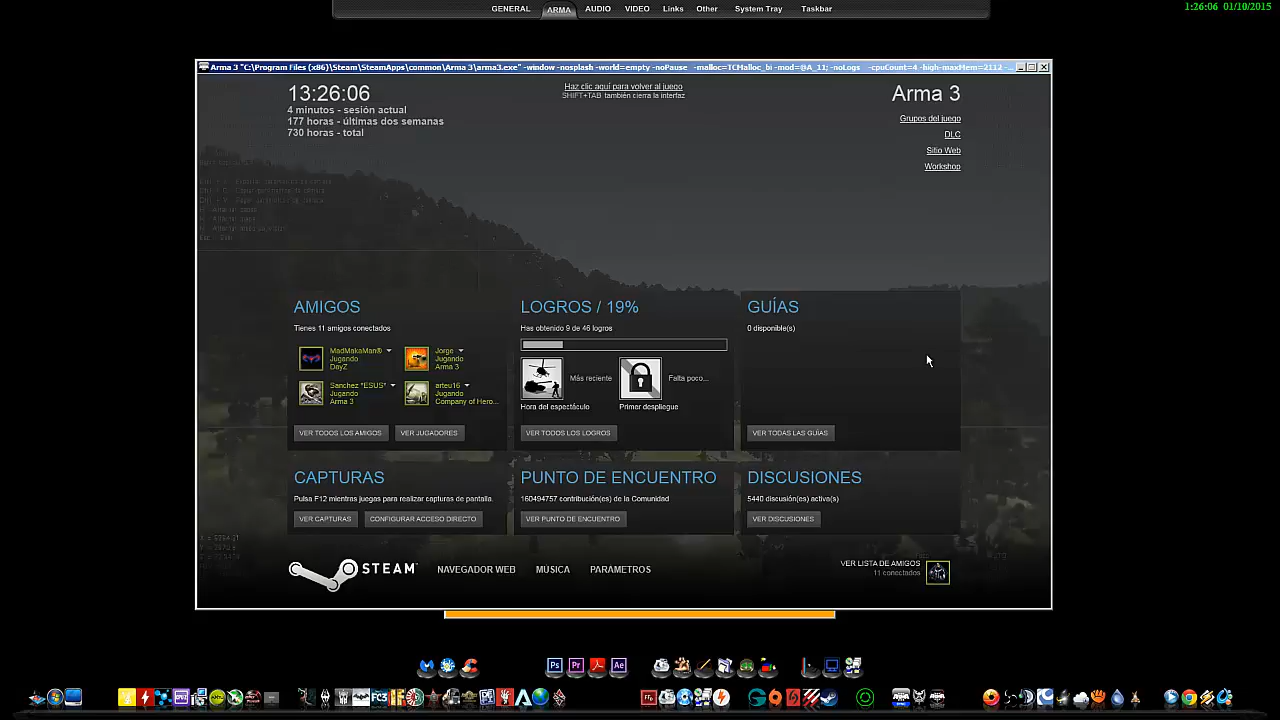 GENERAL ARMA AUDIO VIDEO Links Other System Tray Taskbar
1:26:06 01/10/2015
Arma 3 "C:\Program Files (x86)\Steam\SteamApps\common\Arma 3\arma3.exe" -window -nosplash -world=empty -noPause -malloc=TCMalloc_bi -mod=@A_11; -noLogs -cpuCount=4 -high-maxMem=2112 -...
13:26:06
4 minutos - sesión actual
177 horas - últimas dos semanas
730 horas - total
Haz clic aquí para volver al juego
SHIFT+TAB también cierra la interfaz
Arma 3
Grupos del juego
DLC
Sitio Web
Workshop
AMIGOS
Tienes 11 amigos conectados
MadMakaMan®
Jugando
DayZ
Jorge
Jugando
Arma 3
Sanchez *ESUS*
Jugando
Arma 3
arteu16
Jugando
Company of Hero...
VER TODOS LOS AMIGOS
VER JUGADORES
LOGROS / 19%
Has obtenido 9 de 46 logros
Más reciente
Falta poco...
Hora del espectáculo
Primer despliegue
VER TODOS LOS LOGROS
GUÍAS
0 disponible(s)
VER TODAS LAS GUÍAS
CAPTURAS
Pulsa F12 mientras juegas para realizar capturas de pantalla.
VER CAPTURAS
CONFIGURAR ACCESO DIRECTO
PUNTO DE ENCUENTRO
160494757 contribución(es) de la Comunidad
VER PUNTO DE ENCUENTRO
DISCUSIONES
5440 discusión(es) activa(s)
VER DISCUSIONES
STEAM
NAVEGADOR WEB
MÚSICA
PARÁMETROS
VER LISTA DE AMIGOS
11 conectados
Ps Pr Ae